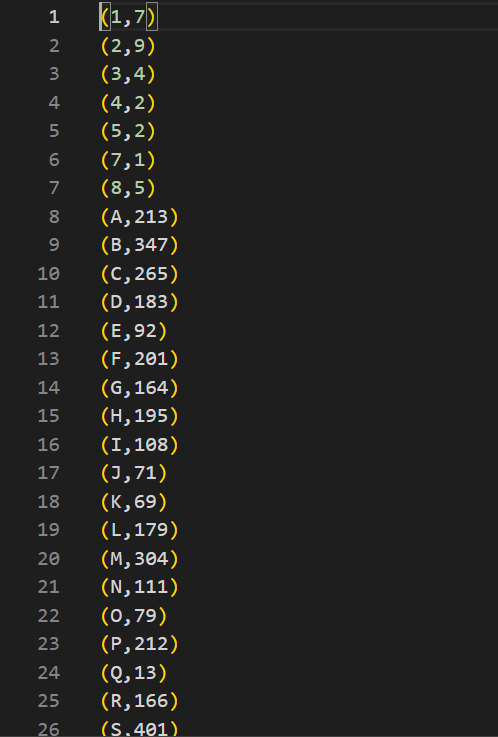 1 (1,7)
2 (2,9)
3 (3,4)
4 (4,2)
5 (5,2)
6 (7,1)
7 (8,5)
8 (A,213)
9 (B,347)
10 (C,265)
11 (D,183)
12 (E,92)
13 (F,201)
14 (G,164)
15 (H,195)
16 (I,108)
17 (J,71)
18 (K,69)
19 (L,179)
20 (M,304)
21 (N,111)
22 (O,79)
23 (P,212)
24 (Q,13)
25 (R,166)
26 (S,401)